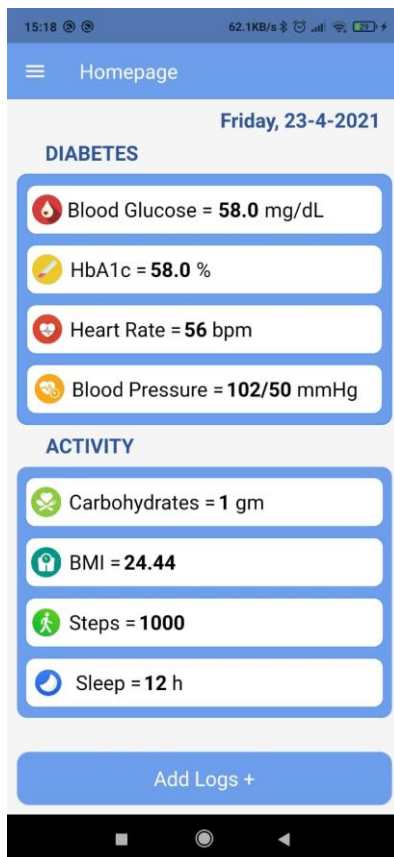 15:18 62.1KB/s 29
Homepage
Friday, 23-4-2021
DIABETES
Blood Glucose = 58.0 mg/dL
HbA1c = 58.0 %
Heart Rate = 56 bpm
Blood Pressure = 102/50 mmHg
ACTIVITY
Carbohydrates = 1 gm
BMI = 24.44
Steps = 1000
Sleep = 12 h
Add Logs +